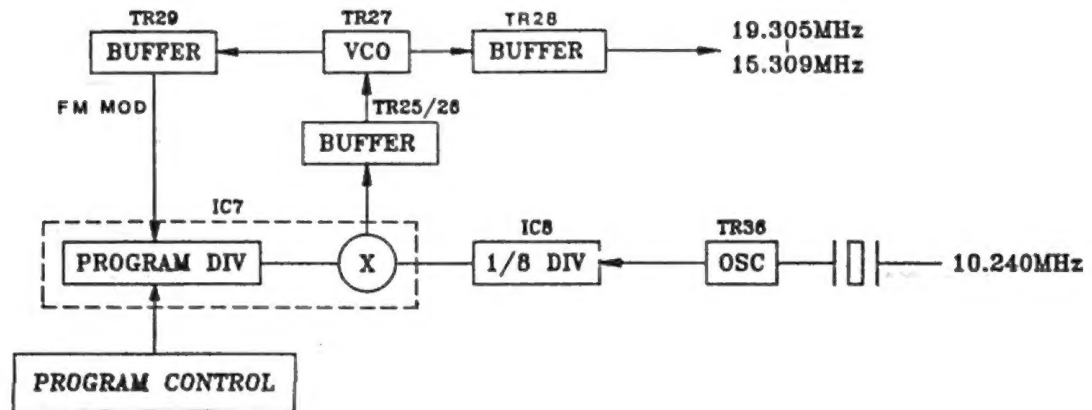 TR29
TR27
TR28
BUFFER
VCO
BUFFER
19.305MHz
15.309MHz
FM MOD
TR25/26
BUFFER
IC7
IC8
TR36
PROGRAM DIV
X
1/8 DIV
OSC
10.240MHz
PROGRAM CONTROL